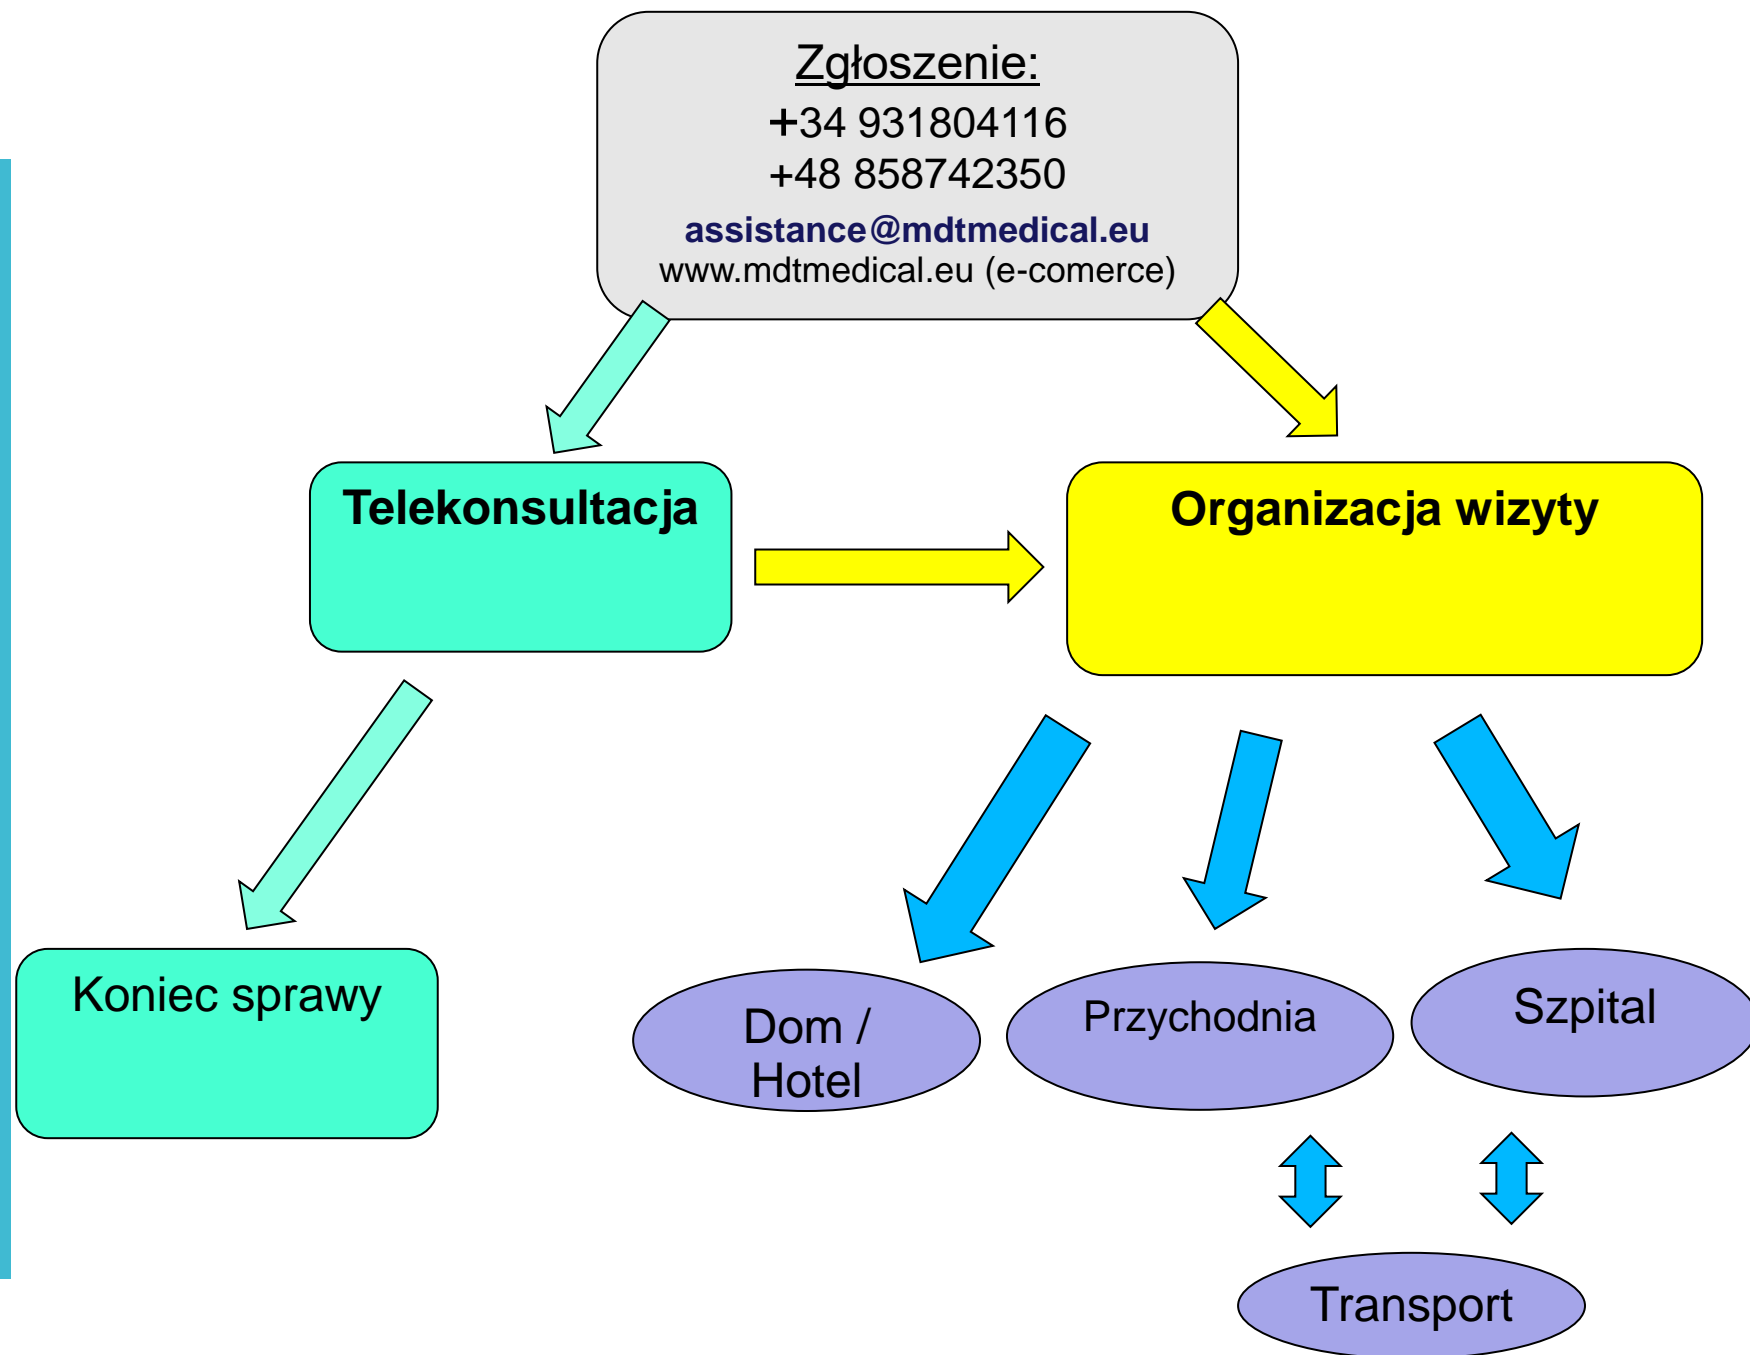 Zgłoszenie:
+34 931804116
+48 858742350
assistance@mdtmedical.eu
www.mdtmedical.eu (e-comerce)
Telekonsultacja
Organizacja wizyty
Koniec sprawy
Dom /
Hotel
Przychodnia
Szpital
Transport